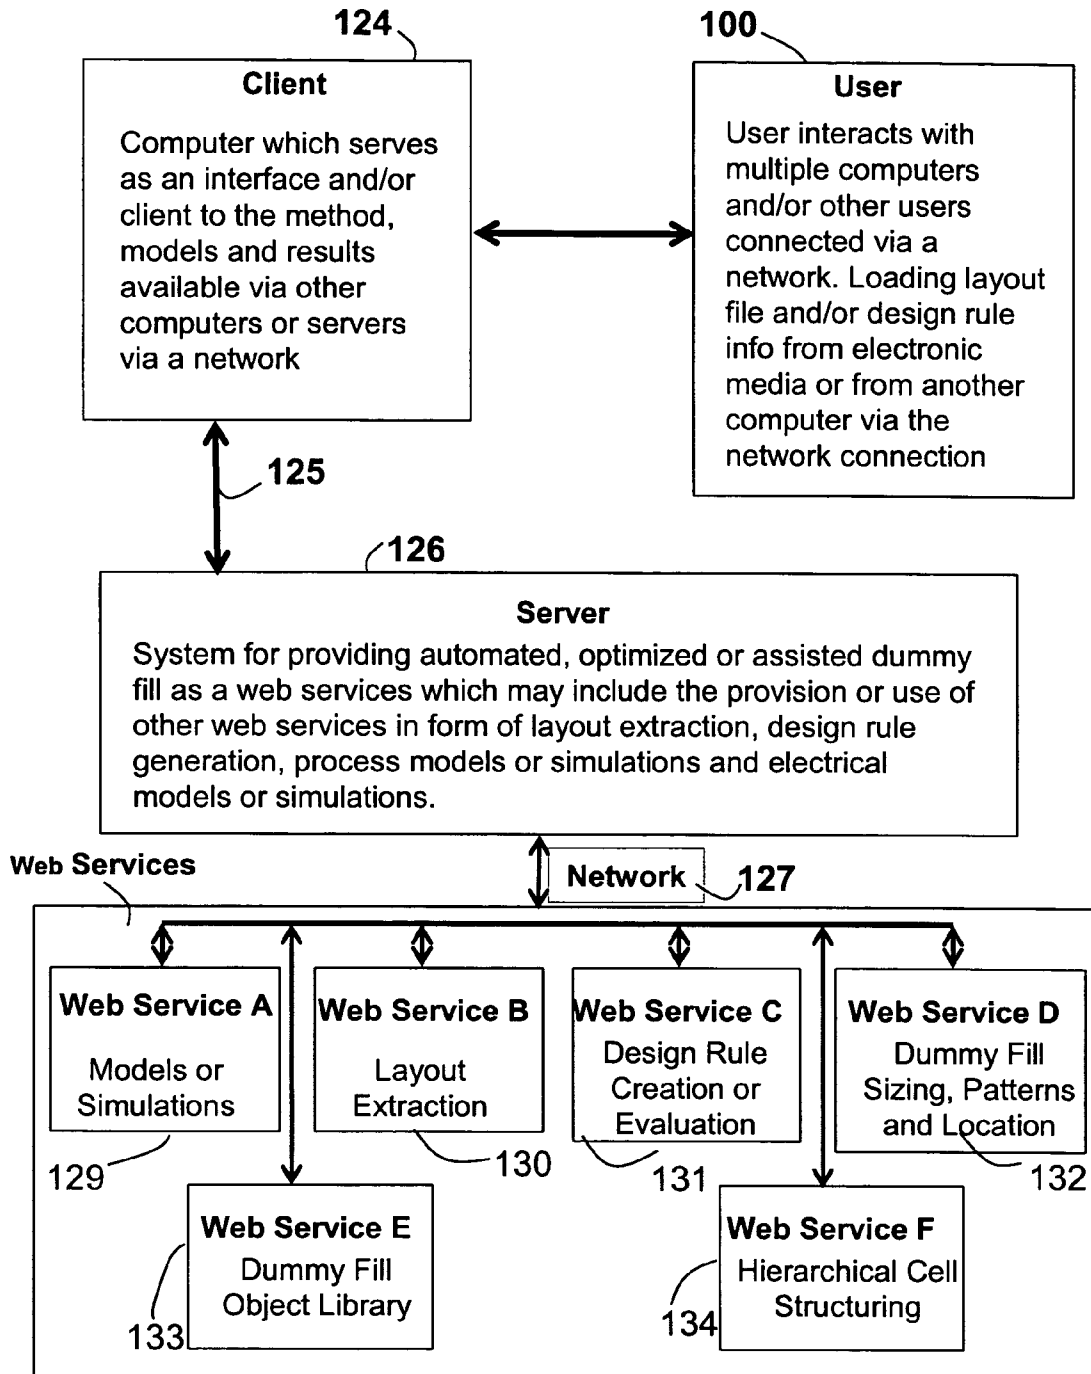 124
Client
Computer which serves
as an interface and/or
client to the method,
models and results
available via other
computers or servers
via a network
100
User
User interacts with
multiple computers
and/or other users
connected via a
network. Loading layout
file and/or design rule
info from electronic
media or from another
computer via the
network connection
125
126
Server
System for providing automated, optimized or assisted dummy
fill as a web services which may include the provision or use of
other web services in form of layout extraction, design rule
generation, process models or simulations and electrical
models or simulations.
Web Services
Network
127
Web Service A
Models or
Simulations
129
Web Service B
Layout
Extraction
130
Web Service C
Design Rule
Creation or
Evaluation
131
Web Service D
Dummy Fill
Sizing, Patterns
and Location
132
Web Service E
Dummy Fill
Object Library
133
Web Service F
Hierarchical Cell
Structuring
134